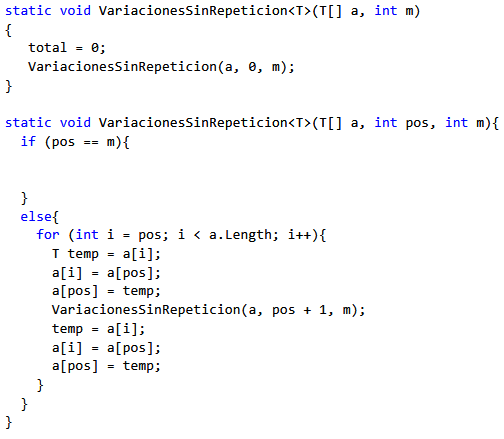 static void VariacionesSinRepeticion<T>(T[] a, int m)
{
   total = 0;
   VariacionesSinRepeticion(a, 0, m);
}

static void VariacionesSinRepeticion<T>(T[] a, int pos, int m){
  if (pos == m){


  }
  else{
    for (int i = pos; i < a.Length; i++){
      T temp = a[i];
      a[i] = a[pos];
      a[pos] = temp;
      VariacionesSinRepeticion(a, pos + 1, m);
      temp = a[i];
      a[i] = a[pos];
      a[pos] = temp;
    }
  }
}